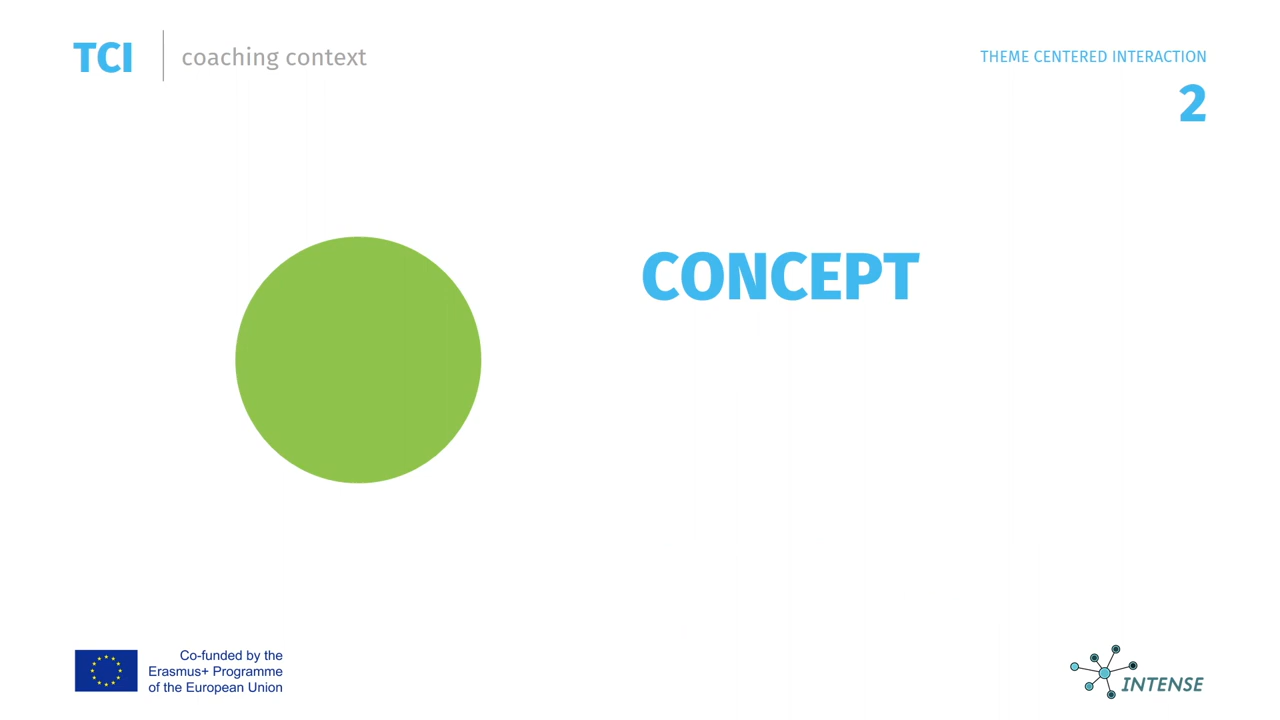 TCI
coaching context
THEME CENTERED INTERACTION
2
CONCEPT
Co-funded by the
Erasmus+ Programme
of the European Union
INTENSE